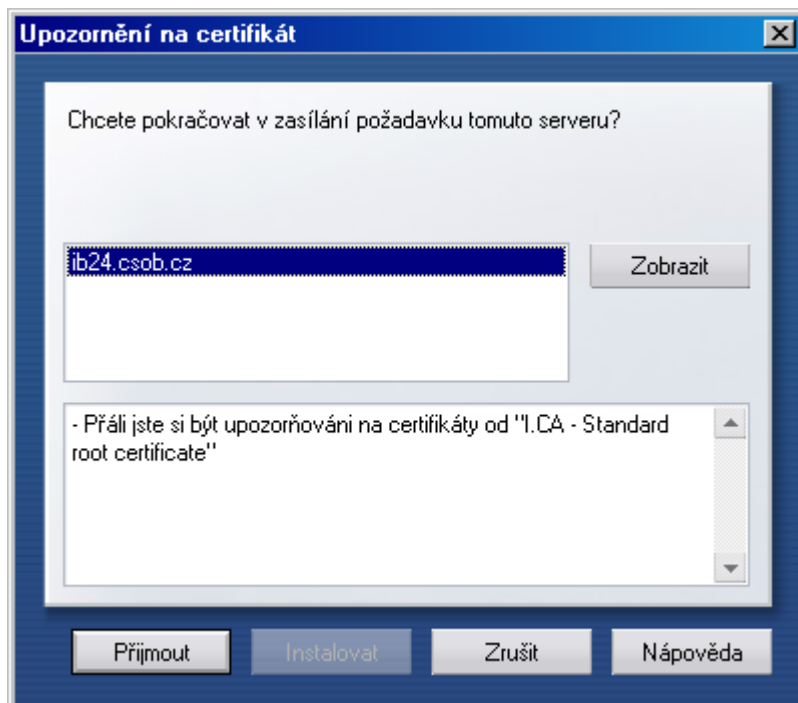 Upozornění na certifikát
Chcete pokračovat v zasílání požadavku tomuto serveru?
ib24.csob.cz
Zobrazit
- Přáli jste si být upozorňováni na certifikáty od "I.CA - Standard
root certificate"
Přijmout
Instalovat
Zrušit
Nápověda